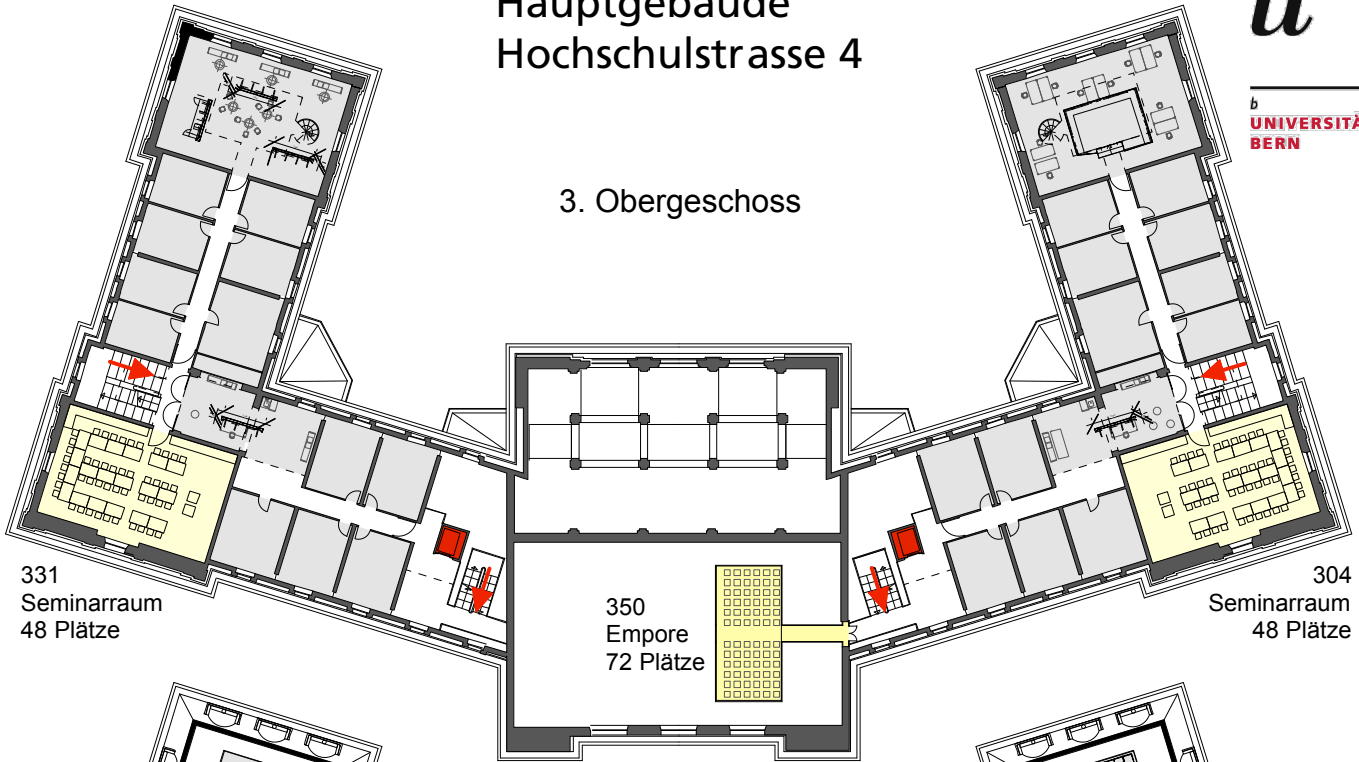 Hauptgebäude
Hochschulstrasse 4
u
b
UNIVERSITÄ
BERN
3. Obergeschoss
331
Seminarraum
48 Plätze
350
Empore
72 Plätze
304
Seminarraum
48 Plätze